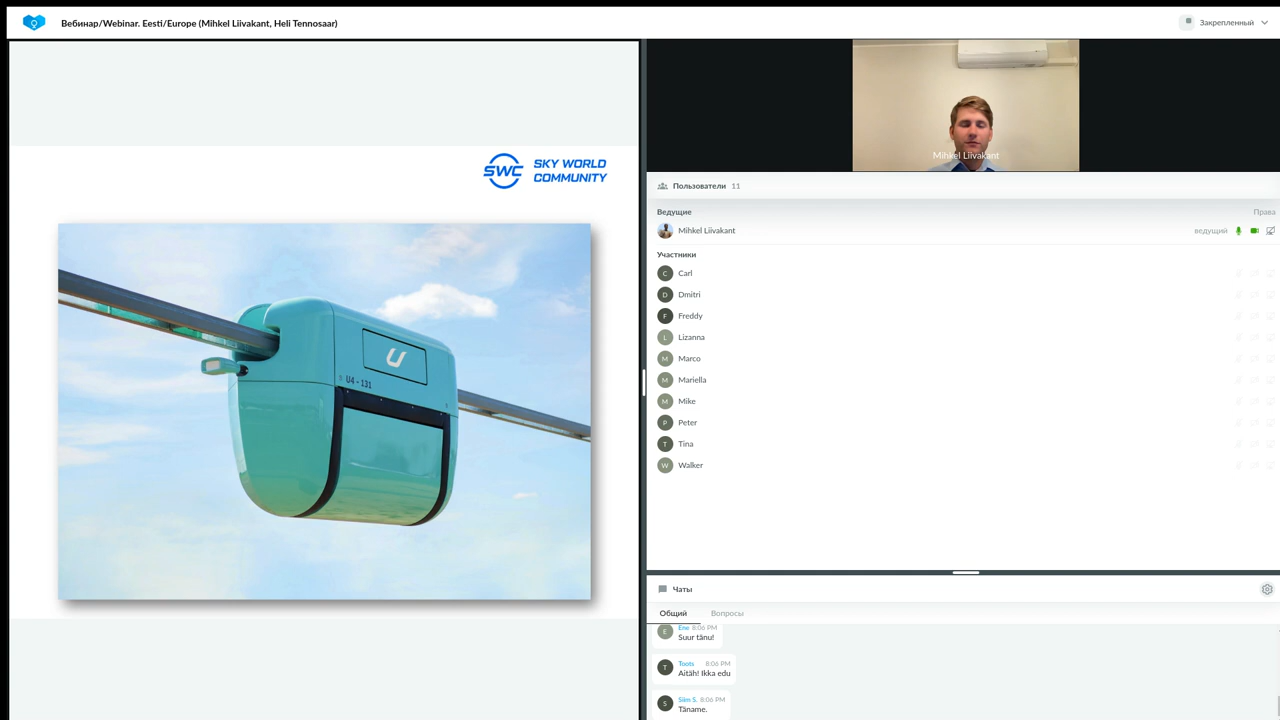 Вебинар/Webinar. Eesti/Europe (Mihkel Liivakant, Heli Tennosaar)
Закрепленный
SWC SKY WORLD
COMMUNITY
U4 - 131
Mihkel Liivakant
Пользователи 11
Ведущие Права
Mihkel Liivakant ведущий
Участники
C Carl
D Dmitri
F Freddy
L Lizanna
M Marco
M Mariella
M Mike
P Peter
T Tina
W Walker
Чаты
Общий Вопросы
E Ene 8:06 PM
Suur tänu!
T Toots 8:06 PM
Aitäh! Ikka edu
S Siim S. 8:06 PM
Täname.